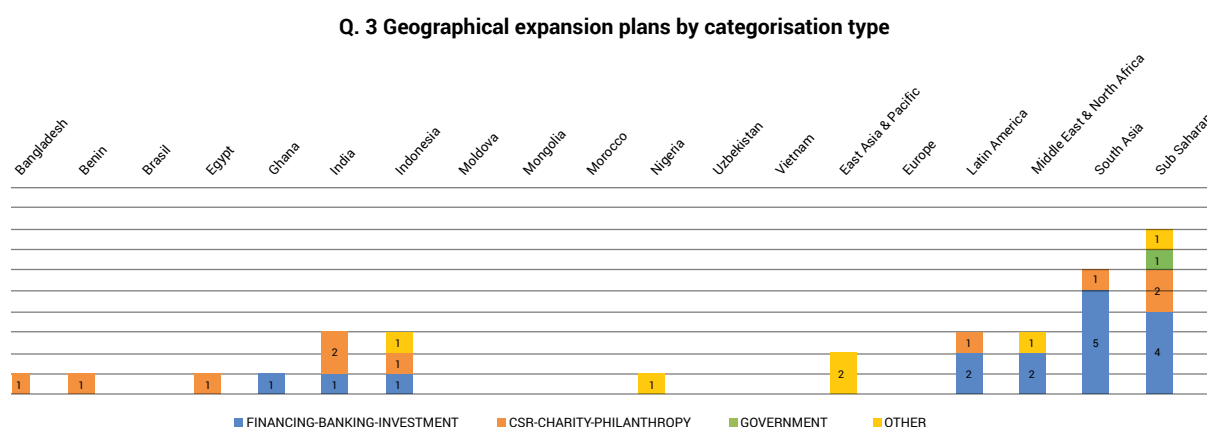 Q. 3 Geographical expansion plans by categorisation type
Bangladesh
Benin
Brasil
Egypt
Ghana
India
Indonesia
Moldova
Mongolia
Morocco
Nigeria
Uzbekistan
Vietnam
East Asia & Pacific
Europe
Latin America
Middle East & North Africa
South Asia
Sub Saharan
1
1
1
1
2
1
1
1
1
1
2
1
2
1
2
1
5
1
1
2
4
FINANCING-BANKING-INVESTMENT CSR-CHARITY-PHILANTHROPY GOVERNMENT OTHER